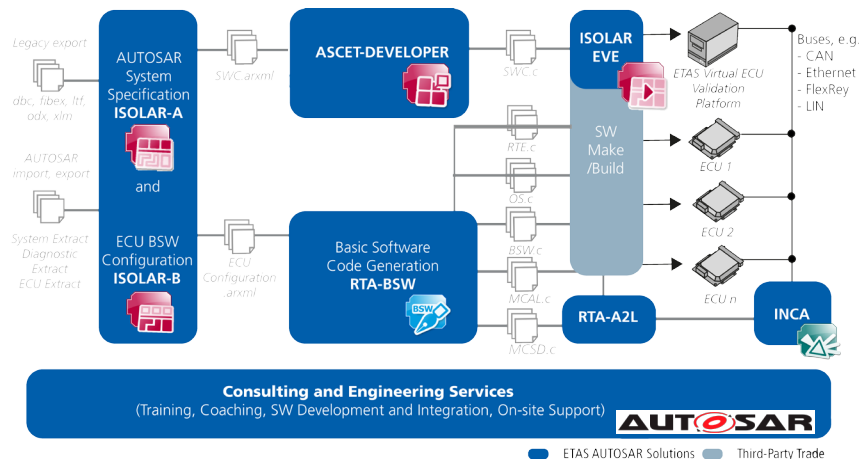 Legacy export
dbc, fibex, ltf,
odx, xlm
AUTOSAR
import, export
System Extract
Diagnostic
Extract
ECU Extract
AUTOSAR
System
Specification
ISOLAR-A
and
ECU BSW
Configuration
ISOLAR-B
SWC.arxml
ECU
Configuration
.arxml
ASCET-DEVELOPER
Basic Software
Code Generation
RTA-BSW
BSW
SWC.c
RTE.c
OS.c
BSW.c
MCAL.c
MCSD.c
ISOLAR
EVE
SW
Make
/Build
RTA-A2L
ETAS Virtual ECU
Validation
Platform
ECU 1
ECU 2
ECU n
Buses, e.g.
- CAN
- Ethernet
- FlexRey
- LIN
INCA
Consulting and Engineering Services
(Training, Coaching, SW Development and Integration, On-site Support)
AUTOSAR
ETAS AUTOSAR Solutions
Third-Party Trade